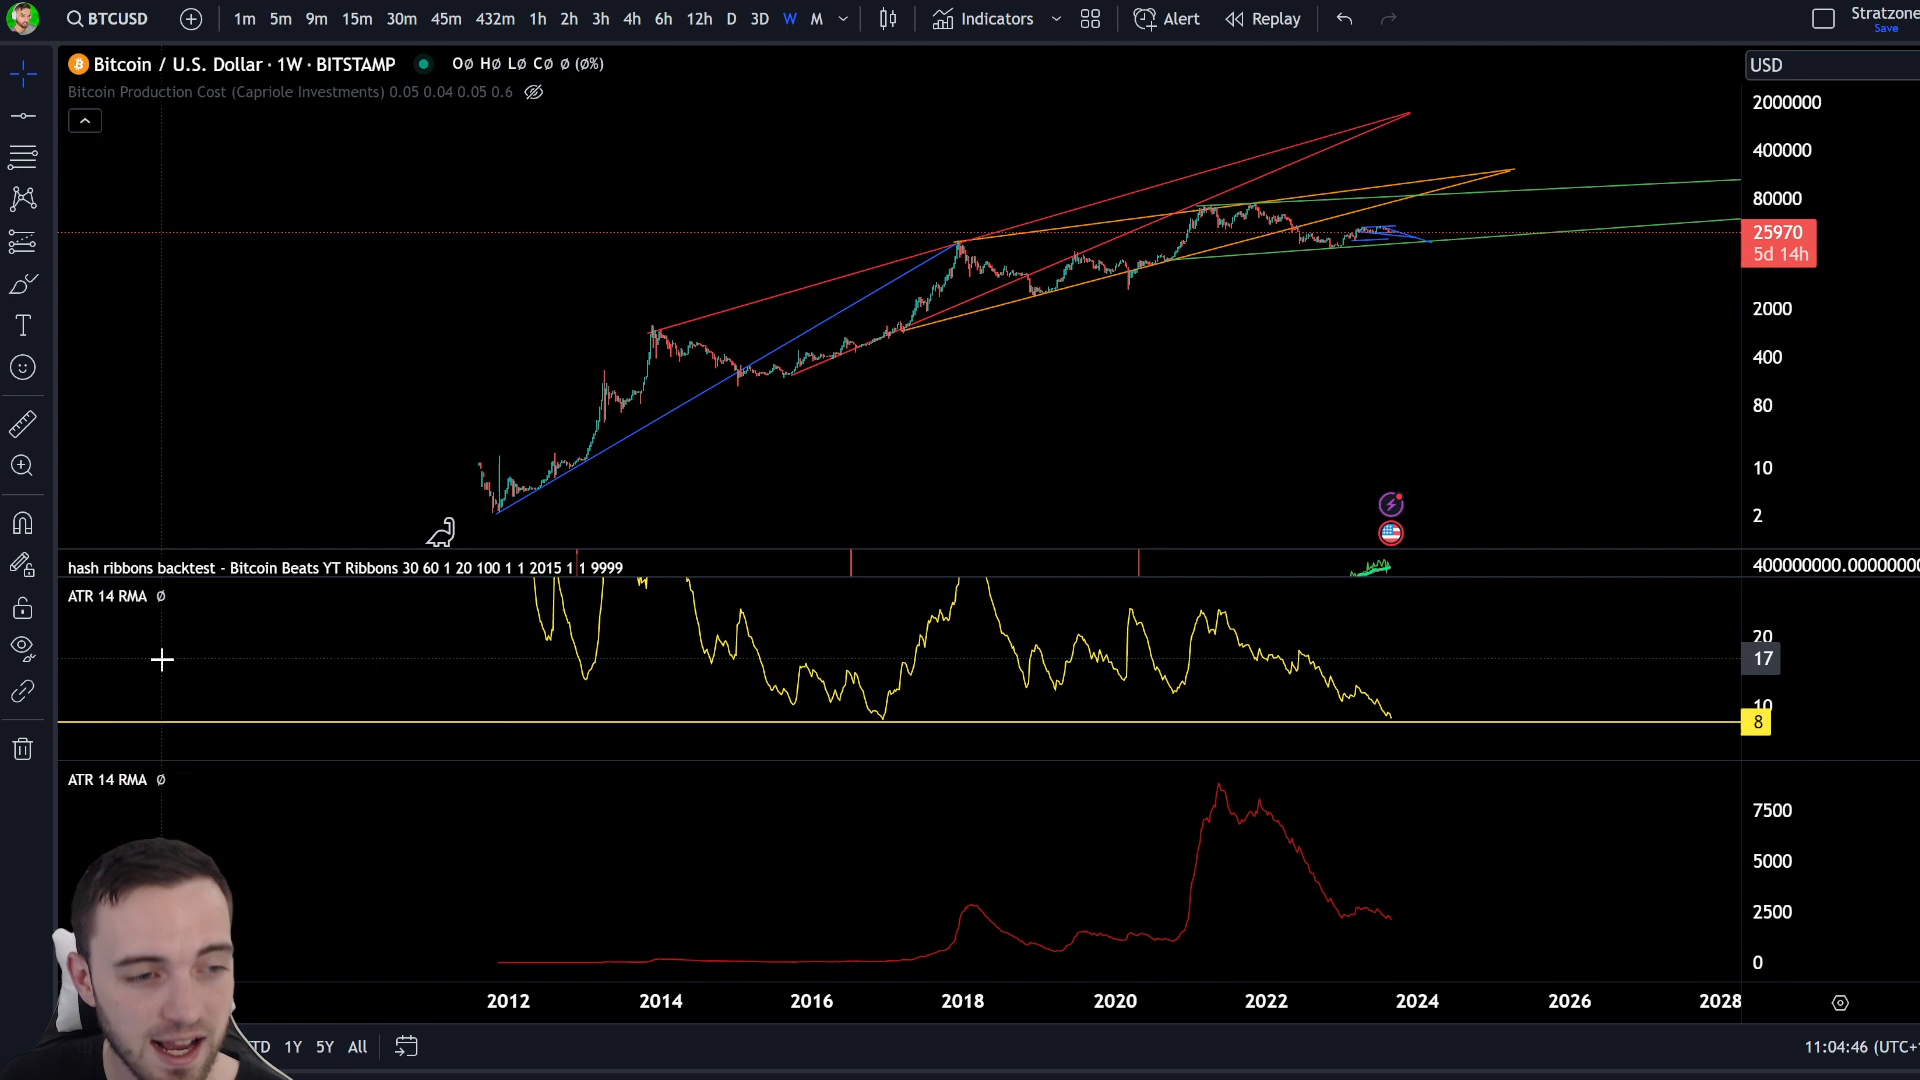 BTCUSD 1m 5m 9m 15m 30m 45m 432m 1h 2h 3h 4h 6h 12h D 3D W M Indicators Alert Replay Stratzone
Save
Bitcoin / U.S. Dollar · 1W · BITSTAMP OØ HØ LØ CØ Ø (0%)
USD
Bitcoin Production Cost (Capriole Investments) 0.05 0.04 0.05 0.6
2000000
400000
80000
25970
5d 14h
2000
400
80
10
2
hash ribbons backtest - Bitcoin Beats YT Ribbons 30 60 1 20 100 1 1 2015 1 1 9999
400000000.0000000
ATR 14 RMA Ø
20
17
10
8
ATR 14 RMA Ø
7500
5000
2500
0
2012 2014 2016 2018 2020 2022 2024 2026 2028
TD 1Y 5Y All
11:04:46 (UTC+